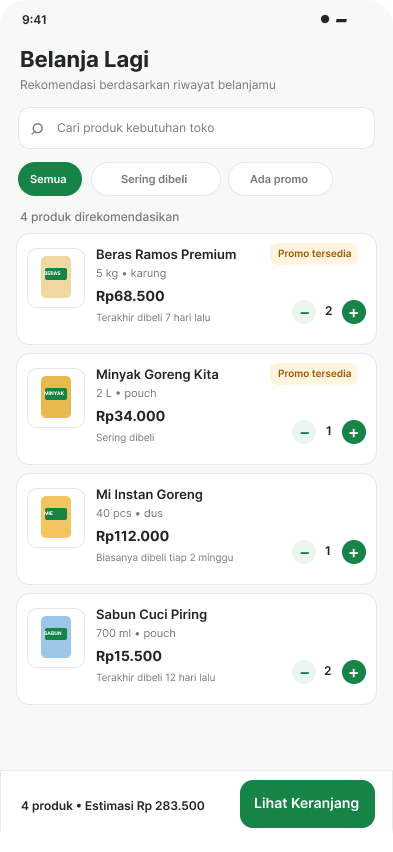 9:41
Belanja Lagi
Rekomendasi berdasarkan riwayat belanjamu
Cari produk kebutuhan toko
Semua
Sering dibeli
Ada promo
4 produk direkomendasikan
BERAS
Beras Ramos Premium
Promo tersedia
5 kg • karung
Rp68.500
Terakhir dibeli 7 hari lalu
− 2 +
MINYAK
Minyak Goreng Kita
Promo tersedia
2 L • pouch
Rp34.000
Sering dibeli
− 1 +
MIE
Mi Instan Goreng
40 pcs • dus
Rp112.000
Biasanya dibeli tiap 2 minggu
− 1 +
SABUN
Sabun Cuci Piring
700 ml • pouch
Rp15.500
Terakhir dibeli 12 hari lalu
− 2 +
4 produk • Estimasi Rp 283.500
Lihat Keranjang